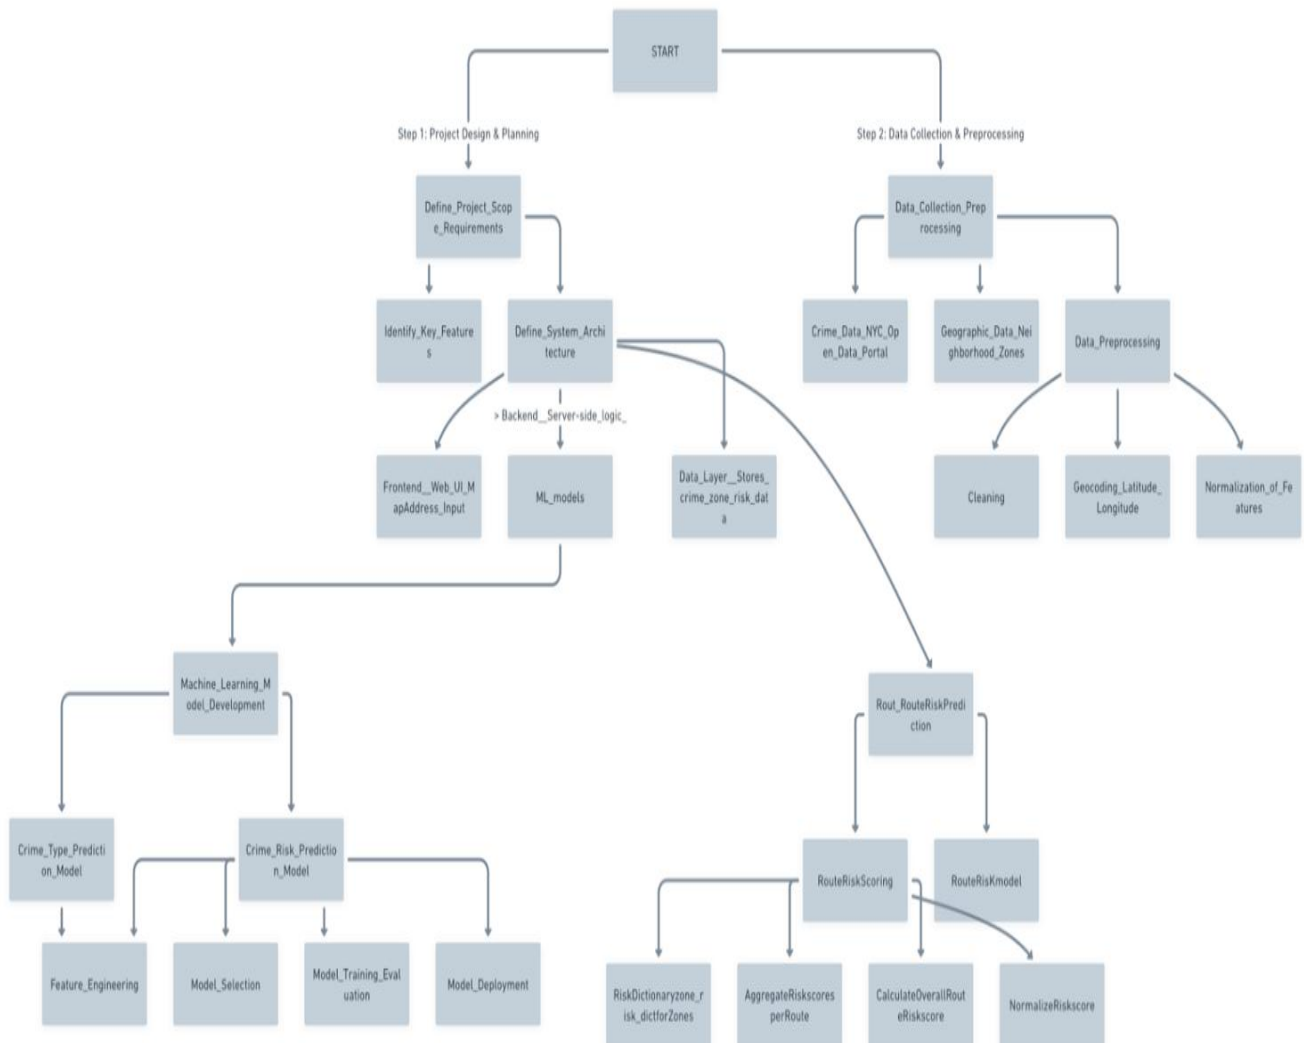 START
Step 1: Project Design & Planning
Step 2: Data Collection & Preprocessing
Define_Project_Scop
e_Requirements
Data_Collection_Prep
rocessing
Identify_Key_Feature
s
Define_System_Archi
tecture
Crime_Data_NYC_Op
en_Data_Portal
Geographic_Data_Nei
ghborhood_Zones
Data_Preprocessing
> Backend__Server-side_logic_
Frontend__Web_UI_M
apAddress_Input
ML_models
Data_Layer__Stores_
crime_zone_risk_dat
a
Cleaning
Geocoding_Latitude_
Longitude
Normalization_of_Fe
atures
Machine_Learning_M
odel_Development
Rout_RouteRiskPredi
ction
Crime_Type_Predicti
on_Model
Crime_Risk_Predictio
n_Model
RouteRiskScoring
RouteRisKmodel
Feature_Engineering
Model_Selection
Model_Training_Eval
uation
Model_Deployment
RiskDictionaryzone_r
isk_dictforZones
AggregateRiskscores
perRoute
CalculateOverallRout
eRiskscore
NormalizeRiskscore